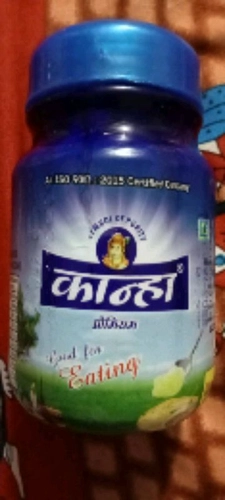 An ISO 9001 : 2015 Certified Company
SYMBOL OF PURITY
कान्हा®
Good for
Eating